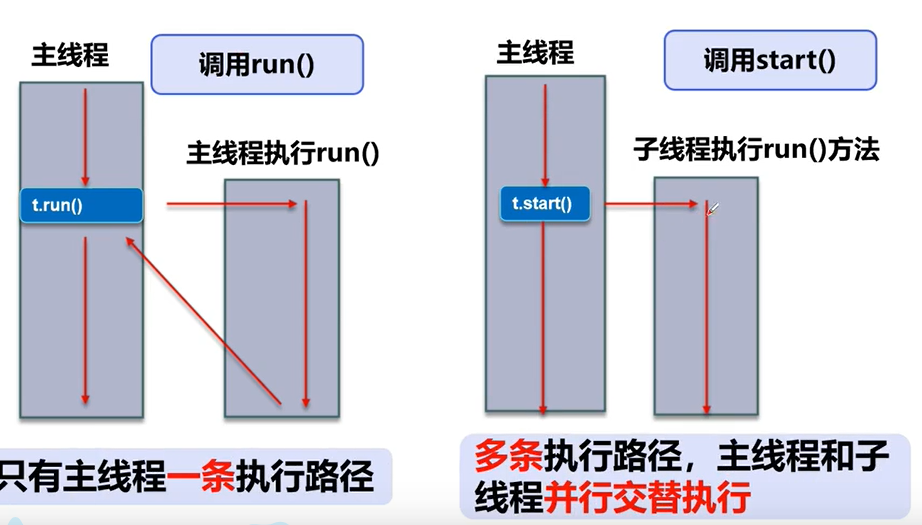 主线程
调用run()
主线程执行run()
t.run()
只有主线程一条执行路径
主线程
调用start()
子线程执行run()方法
t.start()
多条执行路径，主线程和子
线程并行交替执行